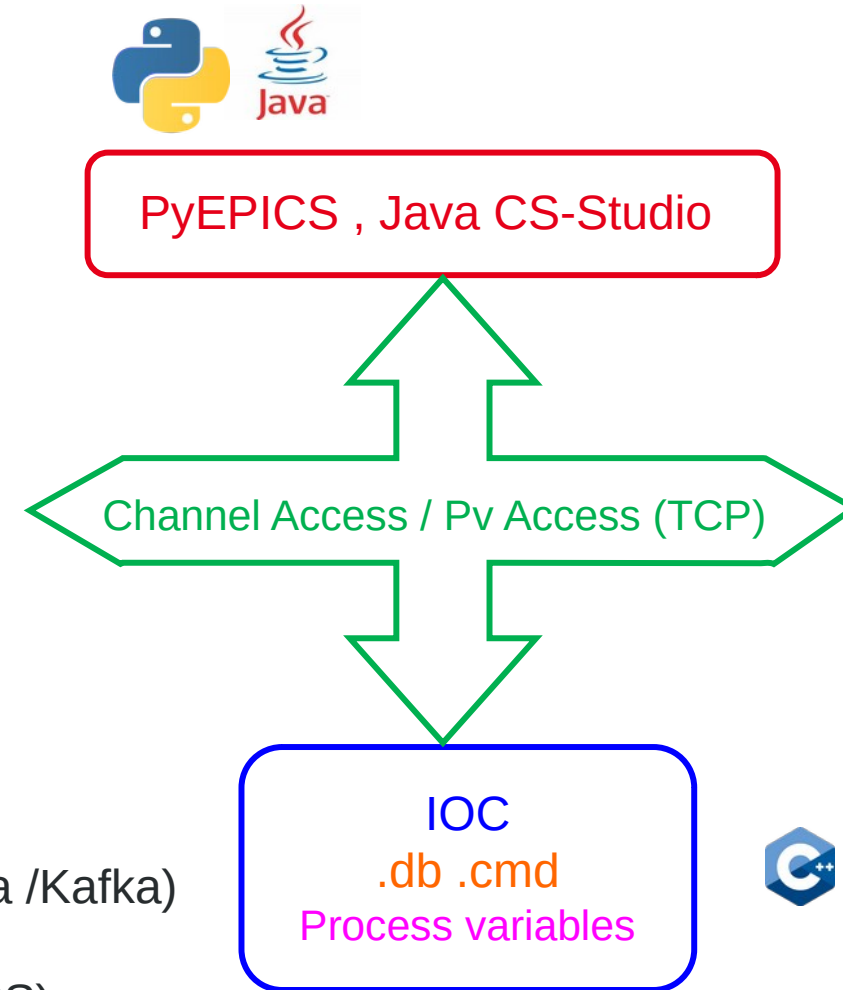 Java
PyEPICS , Java CS-Studio
Channel Access / Pv Access (TCP)
IOC
.db .cmd
Process variables
C++
/Kafka)